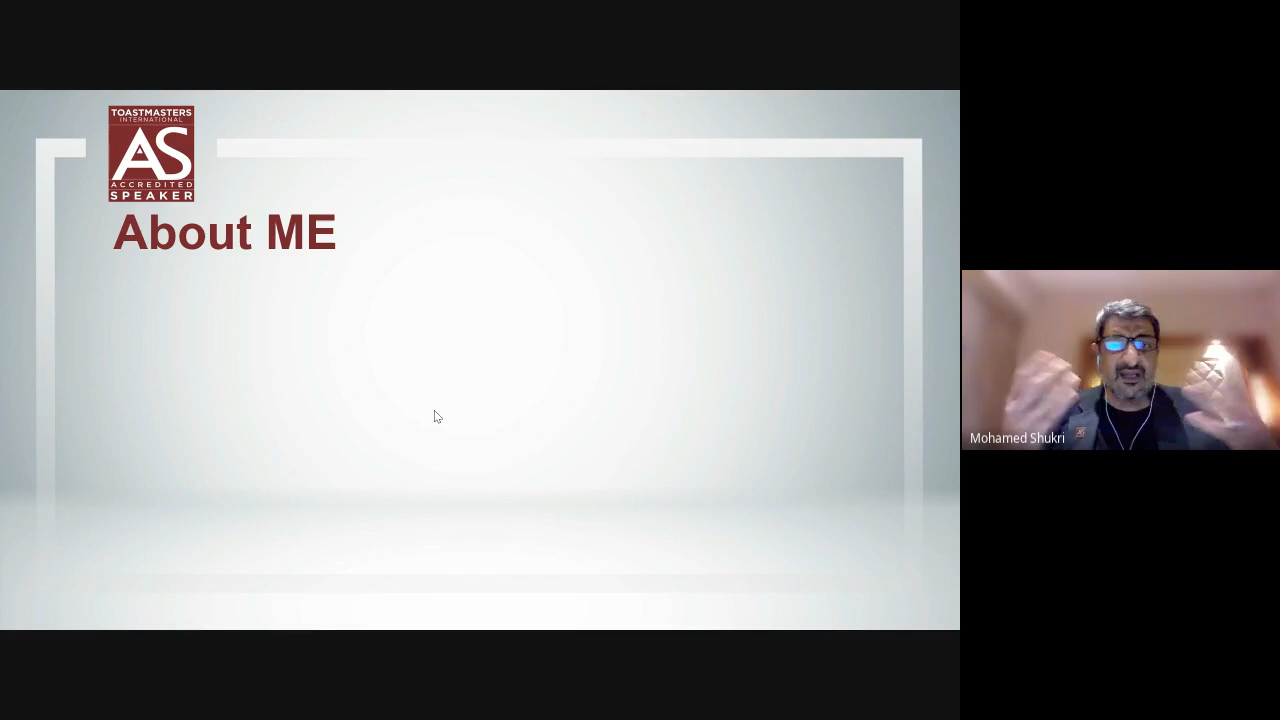 TOASTMASTERS
INTERNATIONAL
AS
ACCREDITED
SPEAKER
About ME
Mohamed Shukri